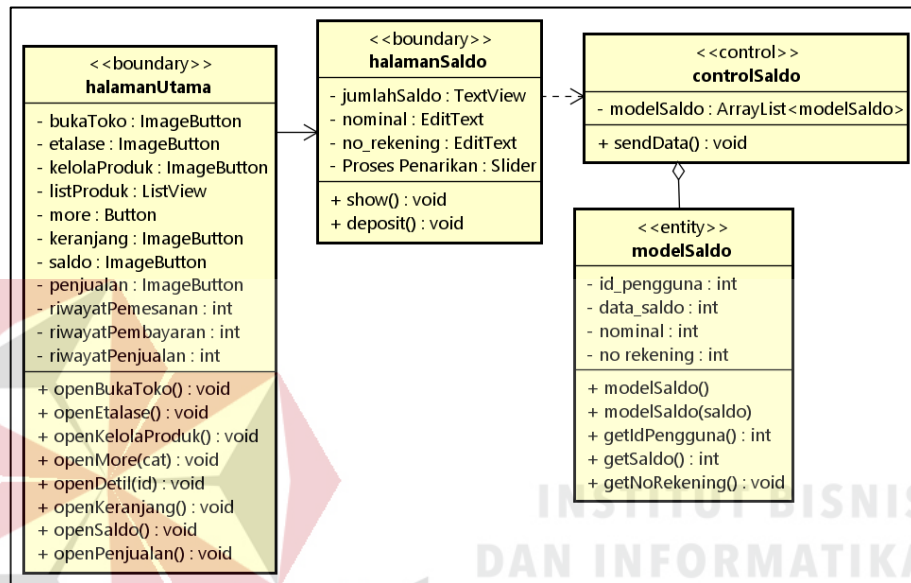 <<boundary>>
halamanUtama
- bukaToko : ImageButton
- etalase : ImageButton
- kelolaProduk : ImageButton
- listProduk : ListView
- more : Button
- keranjang : ImageButton
- saldo : ImageButton
- penjualan : ImageButton
- riwayatPemesanan : int
- riwayatPembayaran : int
- riwayatPenjualan : int
+ openBukaToko() : void
+ openEtalase() : void
+ openKelolaProduk() : void
+ openMore(cat) : void
+ openDetil(id) : void
+ openKeranjang() : void
+ openSaldo() : void
+ openPenjualan() : void
<<boundary>>
halamanSaldo
- jumlahSaldo : TextView
- nominal : EditText
- no_rekening : EditText
- Proses Penarikan : Slider
+ show() : void
+ deposit() : void
<<control>>
controlSaldo
- modelSaldo : ArrayList<modelSaldo>
+ sendData() : void
<<entity>>
modelSaldo
- id_pengguna : int
- data_saldo : int
- nominal : int
- no rekening : int
+ modelSaldo()
+ modelSaldo(saldo)
+ getIdPengguna() : int
+ getSaldo() : int
+ getNoRekening() : void
INSTITUT BISNIS
DAN INFORMATIKA